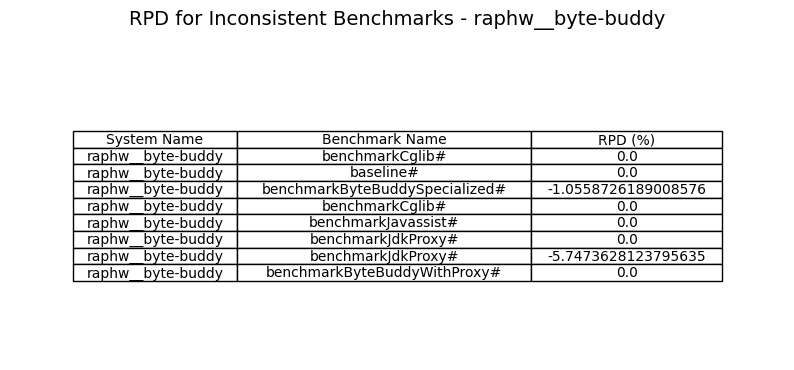 RPD for Inconsistent Benchmarks - raphw__byte-buddy
System Name Benchmark Name RPD (%)
raphw__byte-buddy benchmarkCglib# 0.0
raphw__byte-buddy baseline# 0.0
raphw__byte-buddy benchmarkByteBuddySpecialized# -1.0558726189008576
raphw__byte-buddy benchmarkCglib# 0.0
raphw__byte-buddy benchmarkJavassist# 0.0
raphw__byte-buddy benchmarkJdkProxy# 0.0
raphw__byte-buddy benchmarkJdkProxy# -5.7473628123795635
raphw__byte-buddy benchmarkByteBuddyWithProxy# 0.0